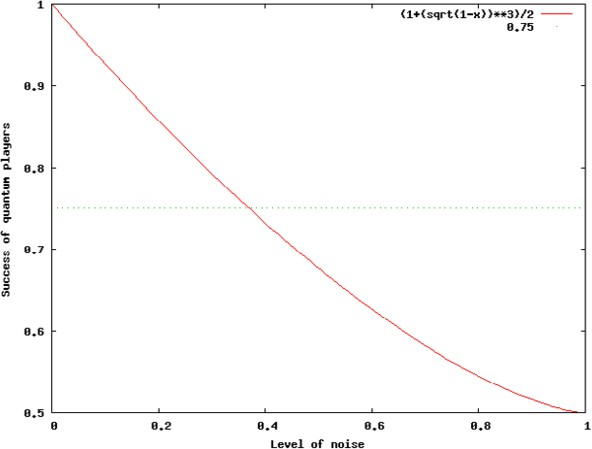 1
(1+(sqrt(1-x))**3)/2
0.75
0.9
0.8
0.7
0.6
0.5
Success of quantum players
0 0.2 0.4 0.6 0.8 1
Level of noise